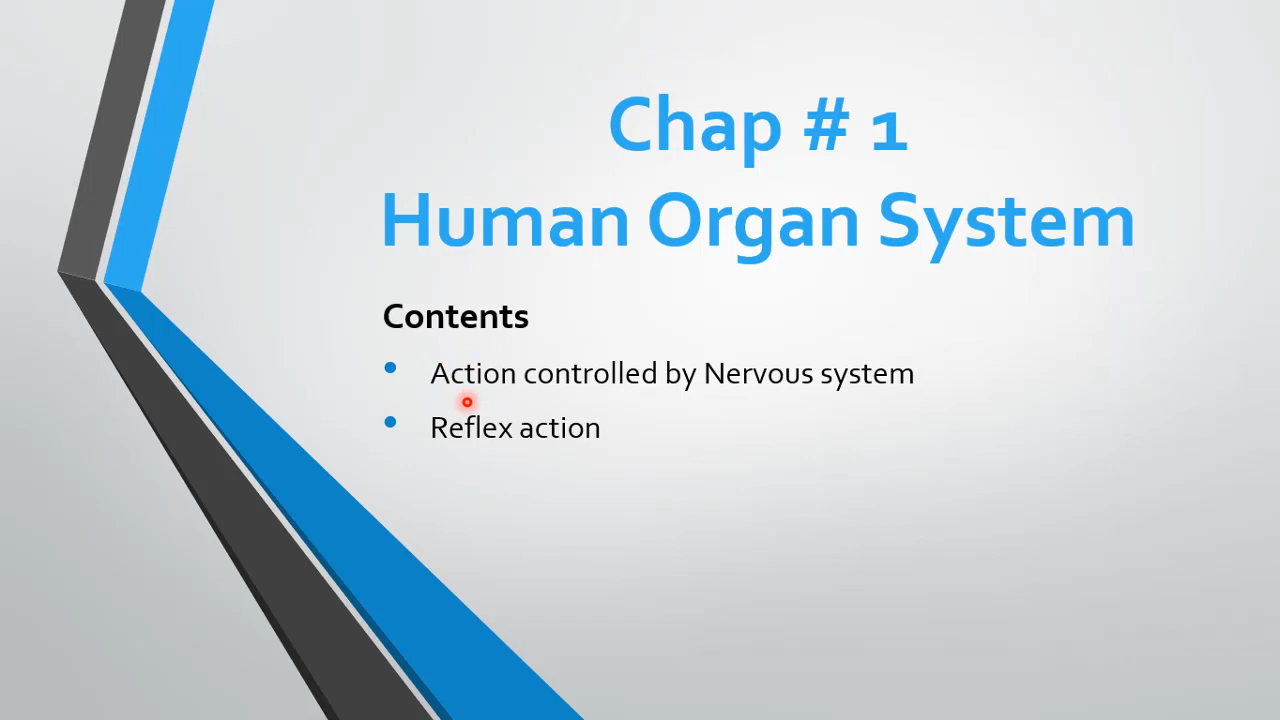 Chap # 1
Human Organ System
Contents
• Action controlled by Nervous system
• Reflex action